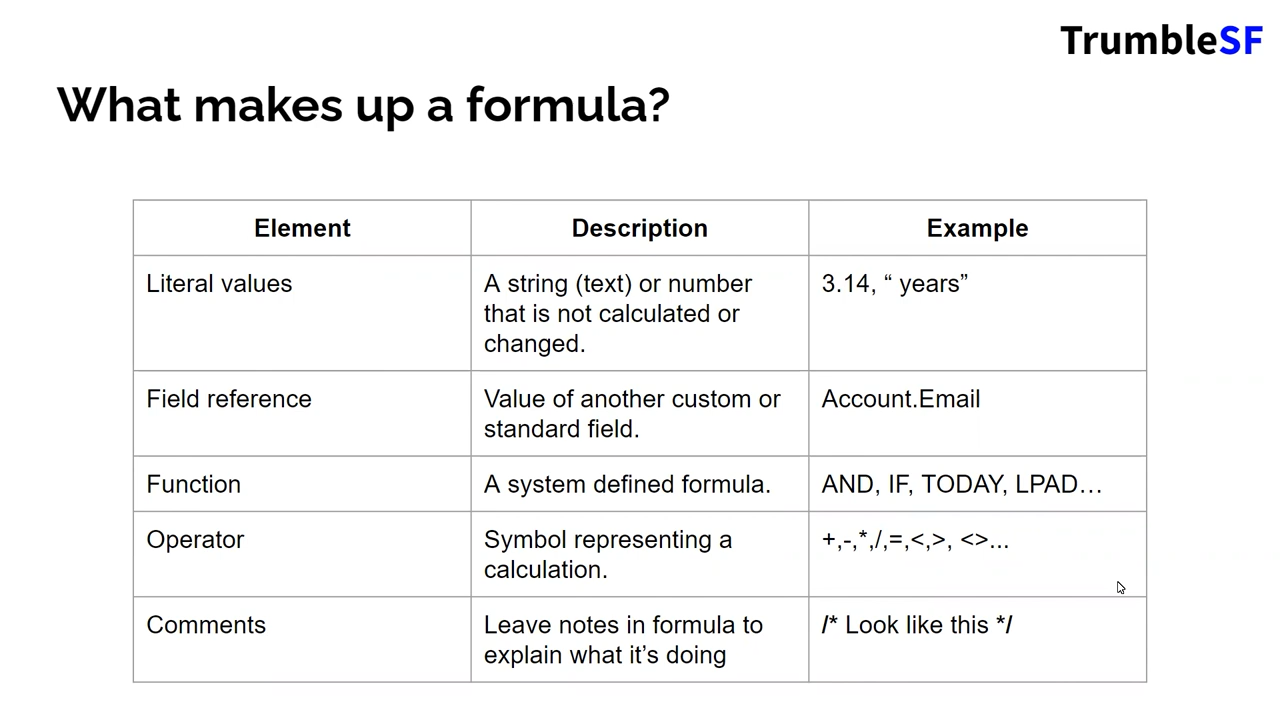 TrumbleSF
What makes up a formula?
Element Description Example
Literal values
A string (text) or number
that is not calculated or
changed.
3.14, “ years”
Field reference
Value of another custom or
standard field.
Account.Email
Function
A system defined formula.
AND, IF, TODAY, LPAD…
Operator
Symbol representing a
calculation.
+,-,*,/,=,<,>, <>...
Comments
Leave notes in formula to
explain what it’s doing
/* Look like this */